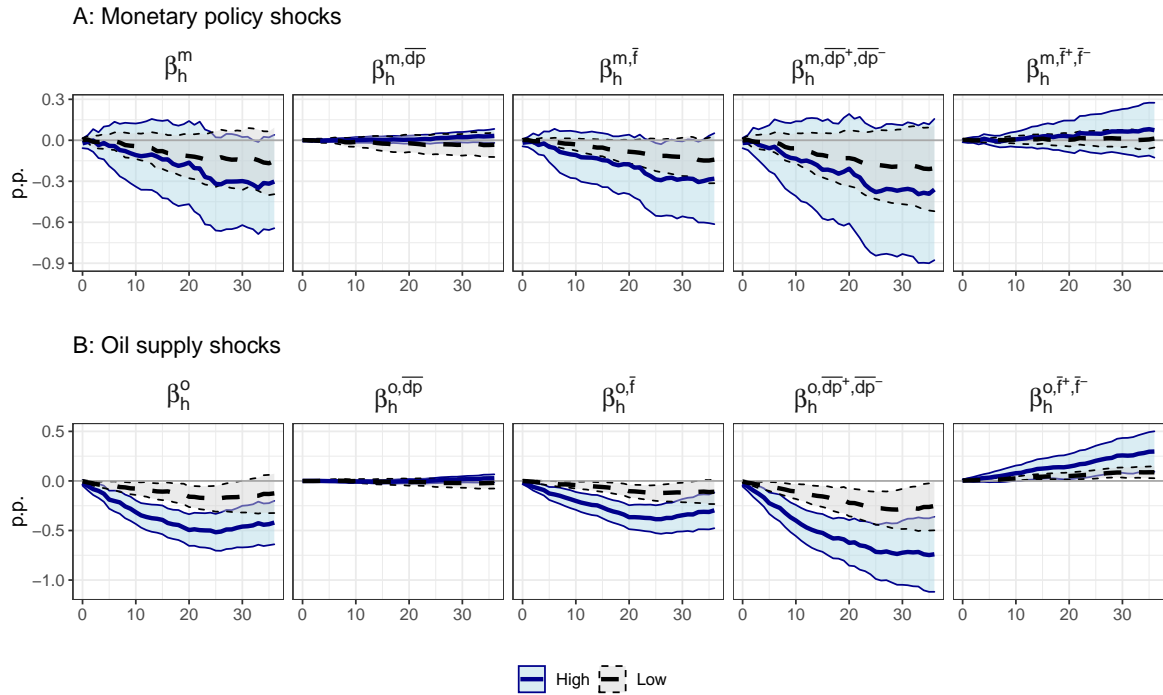 A: Monetary policy shocks
β_h^m β_h^{m,\overline{dp}} β_h^{m,\bar{f}} β_h^{m,\overline{dp}^+,\overline{dp}^-} β_h^{m,\bar{f}^+,\bar{f}^-}
0.3
0.0
−0.3
−0.6
−0.9
p.p.
0 10 20 30 0 10 20 30 0 10 20 30 0 10 20 30 0 10 20 30
B: Oil supply shocks
β_h^o β_h^{o,\overline{dp}} β_h^{o,\bar{f}} β_h^{o,\overline{dp}^+,\overline{dp}^-} β_h^{o,\bar{f}^+,\bar{f}^-}
0.5
0.0
−0.5
−1.0
p.p.
0 10 20 30 0 10 20 30 0 10 20 30 0 10 20 30 0 10 20 30
High Low